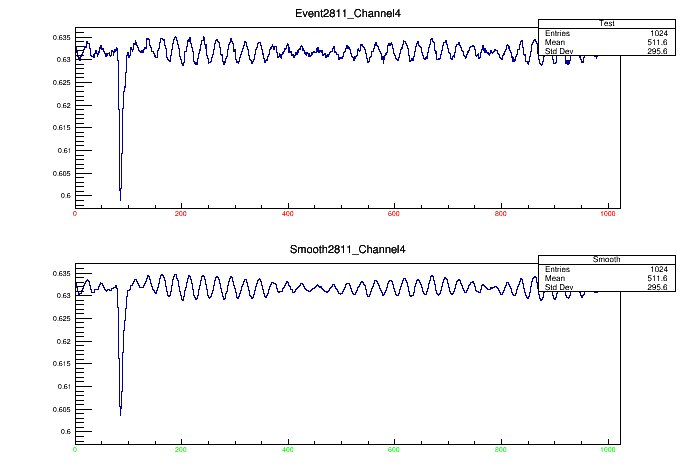 Event2811_Channel4
Test
Entries 1024
Mean 511.6
Std Dev 295.6
0.635
0.63
0.625
0.62
0.615
0.61
0.605
0.6
0 200 400 600 800 1000
Smooth2811_Channel4
Smooth
Entries 1024
Mean 511.6
Std Dev 295.6
0.635
0.63
0.625
0.62
0.615
0.61
0.605
0.6
0 200 400 600 800 1000